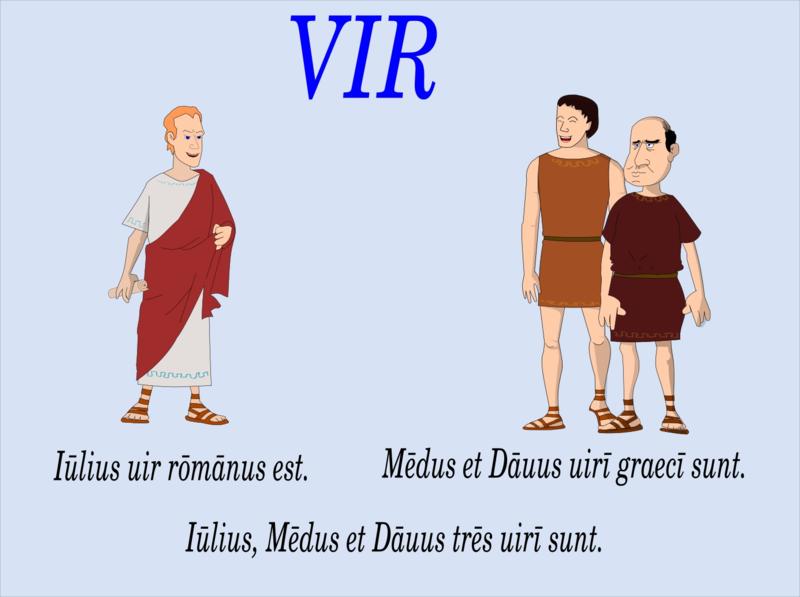 VIR
Iūlius uir rōmānus est.
Mēdus et Dāuus uirī graecī sunt.
Iūlius, Mēdus et Dāuus trēs uirī sunt.